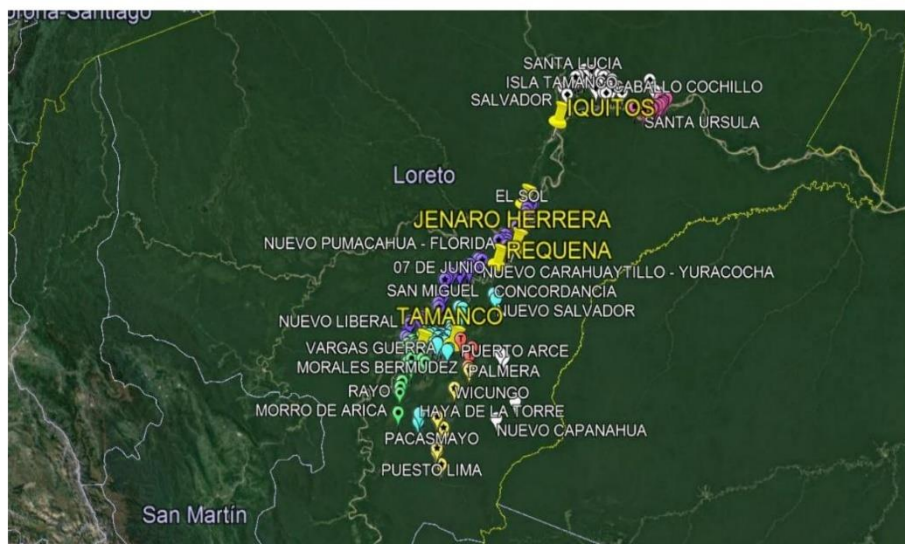 orona-Santiago
SANTA LUCIA
ISLA TAMANCO
CABALLO COCHILLO
SALVADOR
IQUITOS
SANTA URSULA
Loreto
EL SOL
JENARO HERRERA
NUEVO PUMACAHUA - FLORIDA
REQUENA
07 DE JUNIO
NUEVO CARAHUAYTILLO - YURACOCHA
SAN MIGUEL
CONCORDANCIA
NUEVO SALVADOR
TAMANCO
NUEVO LIBERAL
VARGAS GUERRA
PUERTO ARCE
MORALES BERMUDEZ
PALMERA
RAYO
WICUNGO
MORRO DE ARICA
HAYA DE LA TORRE
NUEVO CAPANAHUA
PACASMAYO
PUESTO LIMA
San Martín